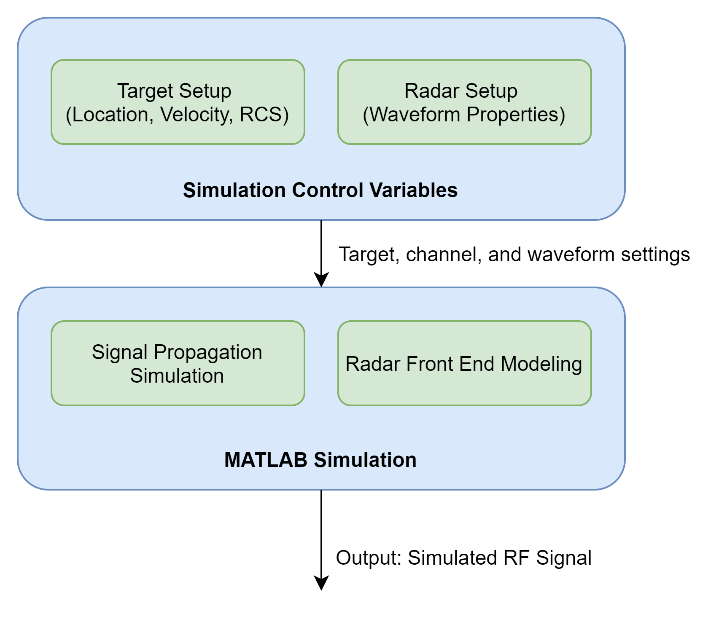 Target Setup
(Location, Velocity, RCS)
Radar Setup
(Waveform Properties)
Simulation Control Variables
Target, channel, and waveform settings
Signal Propagation
Simulation
Radar Front End Modeling
MATLAB Simulation
Output: Simulated RF Signal